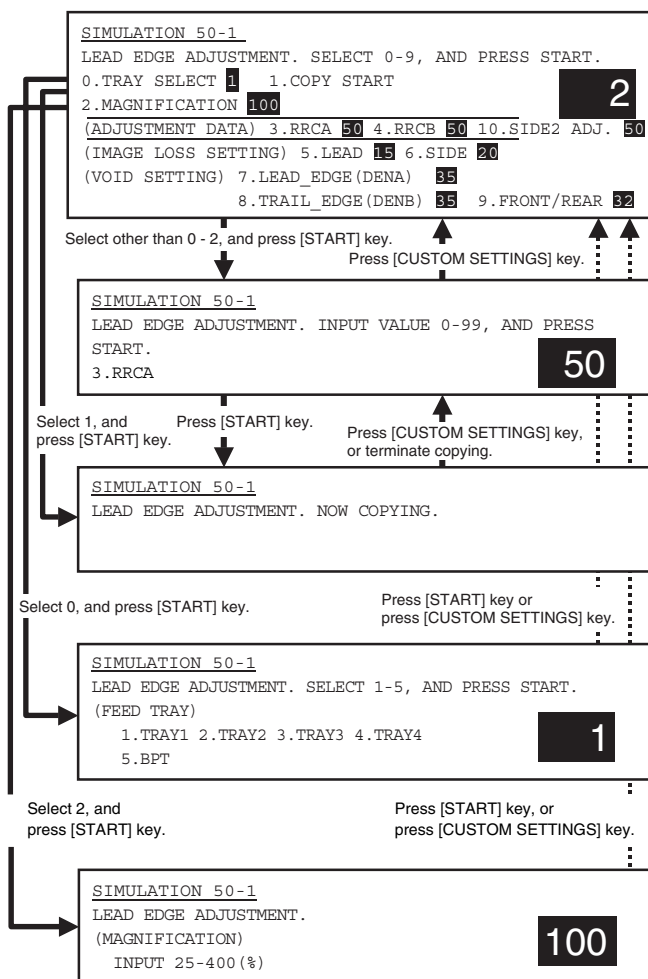 SIMULATION 50-1
LEAD EDGE ADJUSTMENT. SELECT 0-9, AND PRESS START.
0.TRAY SELECT 1 1.COPY START
2
2.MAGNIFICATION 100
(ADJUSTMENT DATA) 3.RRCA 50 4.RRCB 50 10.SIDE2 ADJ. 50
(IMAGE LOSS SETTING) 5.LEAD 15 6.SIDE 20
(VOID SETTING) 7.LEAD_EDGE(DENA) 35
8.TRAIL_EDGE(DENB) 35 9.FRONT/REAR 32
Select other than 0 - 2, and press [START] key.
Press [CUSTOM SETTINGS] key.
SIMULATION 50-1
LEAD EDGE ADJUSTMENT. INPUT VALUE 0-99, AND PRESS
START.
50
3.RRCA
Select 1, and
press [START] key.
Press [START] key.
Press [CUSTOM SETTINGS] key,
or terminate copying.
SIMULATION 50-1
LEAD EDGE ADJUSTMENT. NOW COPYING.
Select 0, and press [START] key.
Press [START] key or
press [CUSTOM SETTINGS] key.
SIMULATION 50-1
LEAD EDGE ADJUSTMENT. SELECT 1-5, AND PRESS START.
(FEED TRAY)
1.TRAY1 2.TRAY2 3.TRAY3 4.TRAY4
1
5.BPT
Select 2, and
press [START] key.
Press [START] key, or
press [CUSTOM SETTINGS] key.
SIMULATION 50-1
LEAD EDGE ADJUSTMENT.
(MAGNIFICATION)
100
INPUT 25-400(%)